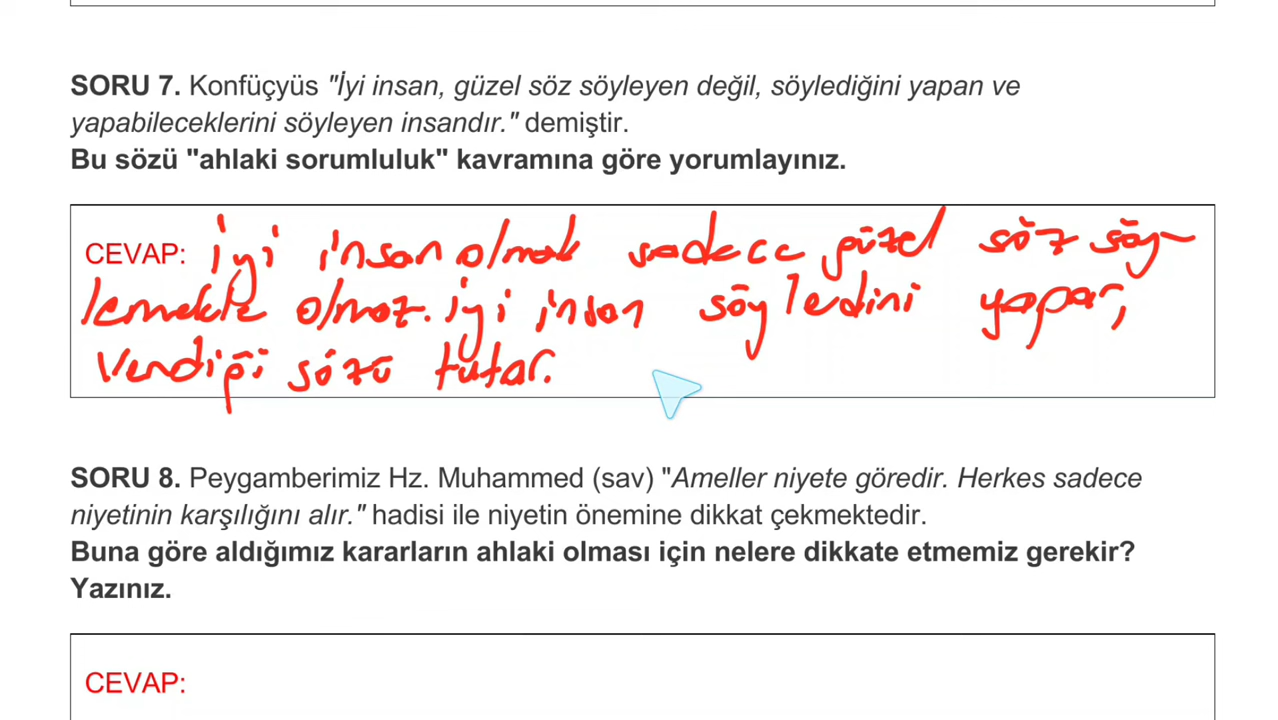 SORU 7. Konfüçyüs "İyi insan, güzel söz söyleyen değil, söylediğini yapan ve
yapabileceklerini söyleyen insandır." demiştir.
Bu sözü "ahlaki sorumluluk" kavramına göre yorumlayınız.
CEVAP: iyi insan olmak sadece güzel söz söy-
lemekle olmaz. iyi insan söyledini yapar,
Verdiği sözü tutar.
SORU 8. Peygamberimiz Hz. Muhammed (sav) "Ameller niyete göredir. Herkes sadece
niyetinin karşılığını alır." hadisi ile niyetin önemine dikkat çekmektedir.
Buna göre aldığımız kararların ahlaki olması için nelere dikkate etmemiz gerekir?
Yazınız.
CEVAP: